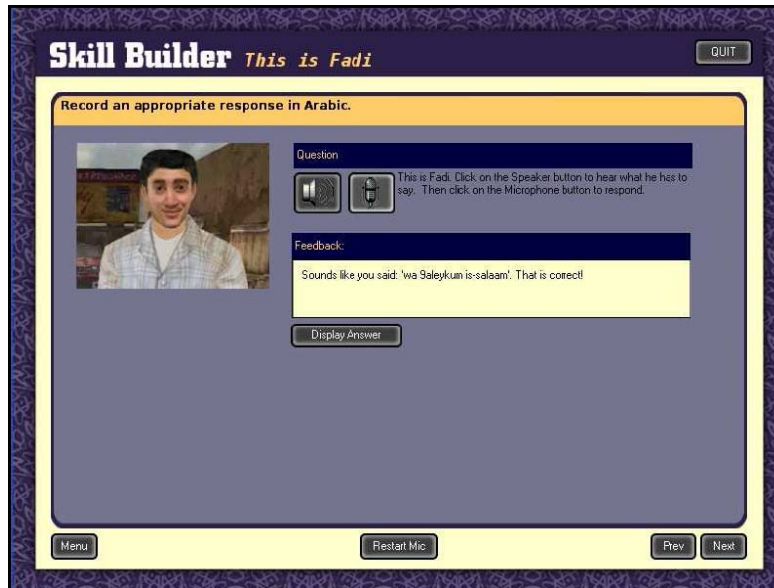 Skill Builder This is Fadi
QUIT
Record an appropriate response in Arabic.
Question
This is Fadi. Click on the Speaker button to hear what he has to
say. Then click on the Microphone button to respond.
Feedback:
Sounds like you said: 'wa 9aleykum is-salaam'. That is correct!
Display Answer
Menu
Restart Mic
Prev
Next